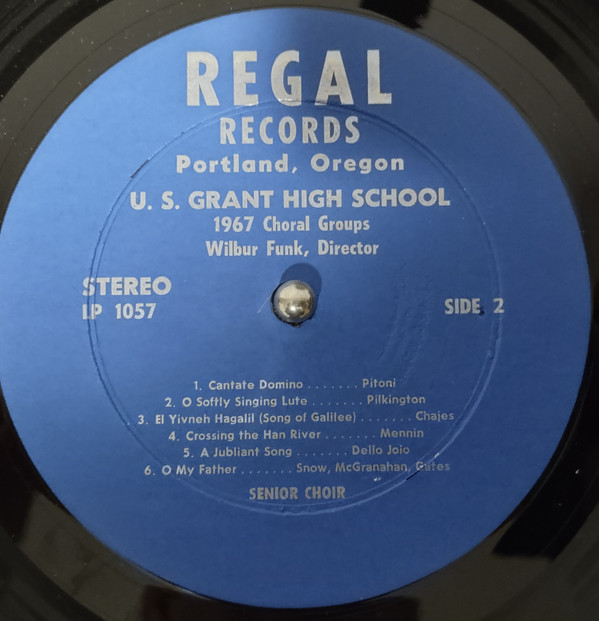 REGAL
RECORDS
Portland, Oregon
U. S. GRANT HIGH SCHOOL
1967 Choral Groups
Wilbur Funk, Director
STEREO
LP 1057
SIDE 2
1. Cantate Domino . . . . . . . Pitoni
2. O Softly Singing Lute . . . . . . . Pilkington
3. El Yivneh Hagalil (Song of Galilee) . . . . . . . Chajes
4. Crossing the Han River . . . . . . . Mennin
5. A Jubliant Song . . . . . . . Dello Joio
6. O My Father . . . . . . . Snow, McGranahan, Gates
SENIOR CHOIR